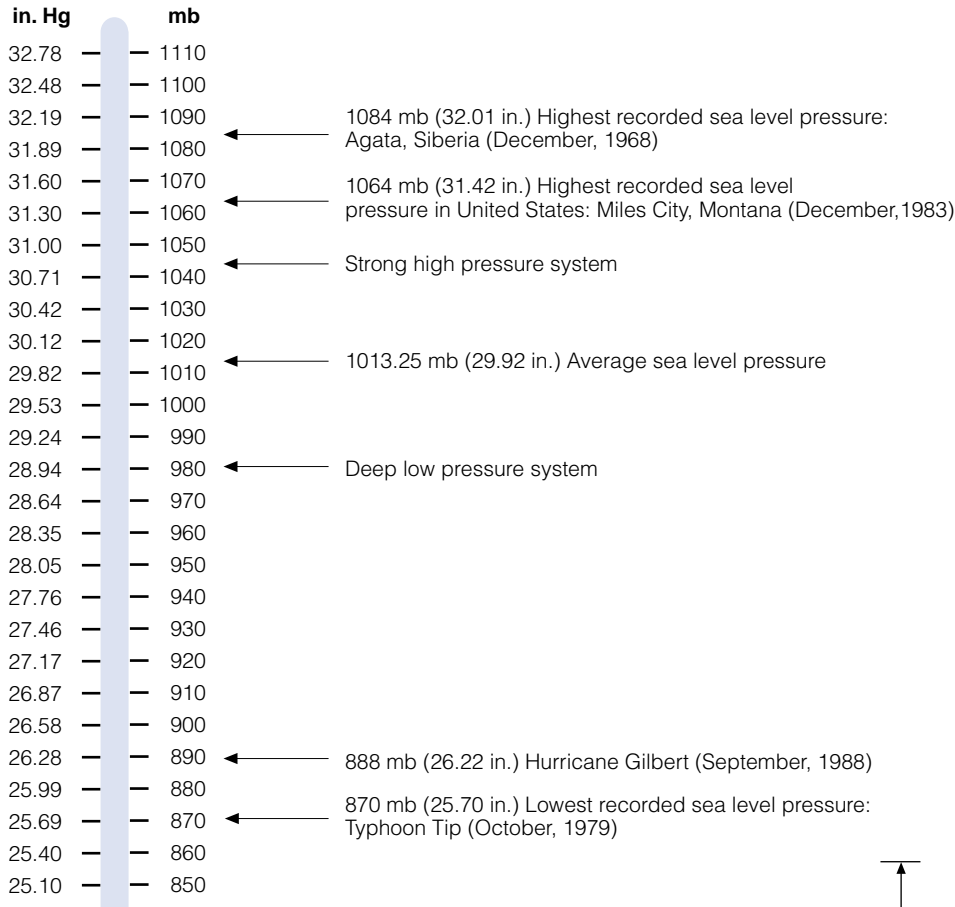 in. Hg mb
32.78 1110
32.48 1100
32.19 1090
1084 mb (32.01 in.) Highest recorded sea level pressure:
Agata, Siberia (December, 1968)
31.89 1080
31.60 1070
1064 mb (31.42 in.) Highest recorded sea level
pressure in United States: Miles City, Montana (December,1983)
31.30 1060
31.00 1050
Strong high pressure system
30.71 1040
30.42 1030
30.12 1020
1013.25 mb (29.92 in.) Average sea level pressure
29.82 1010
29.53 1000
29.24 990
28.94 980 Deep low pressure system
28.64 970
28.35 960
28.05 950
27.76 940
27.46 930
27.17 920
26.87 910
26.58 900
26.28 890 888 mb (26.22 in.) Hurricane Gilbert (September, 1988)
25.99 880
870 mb (25.70 in.) Lowest recorded sea level pressure:
Typhoon Tip (October, 1979)
25.69 870
25.40 860
25.10 850